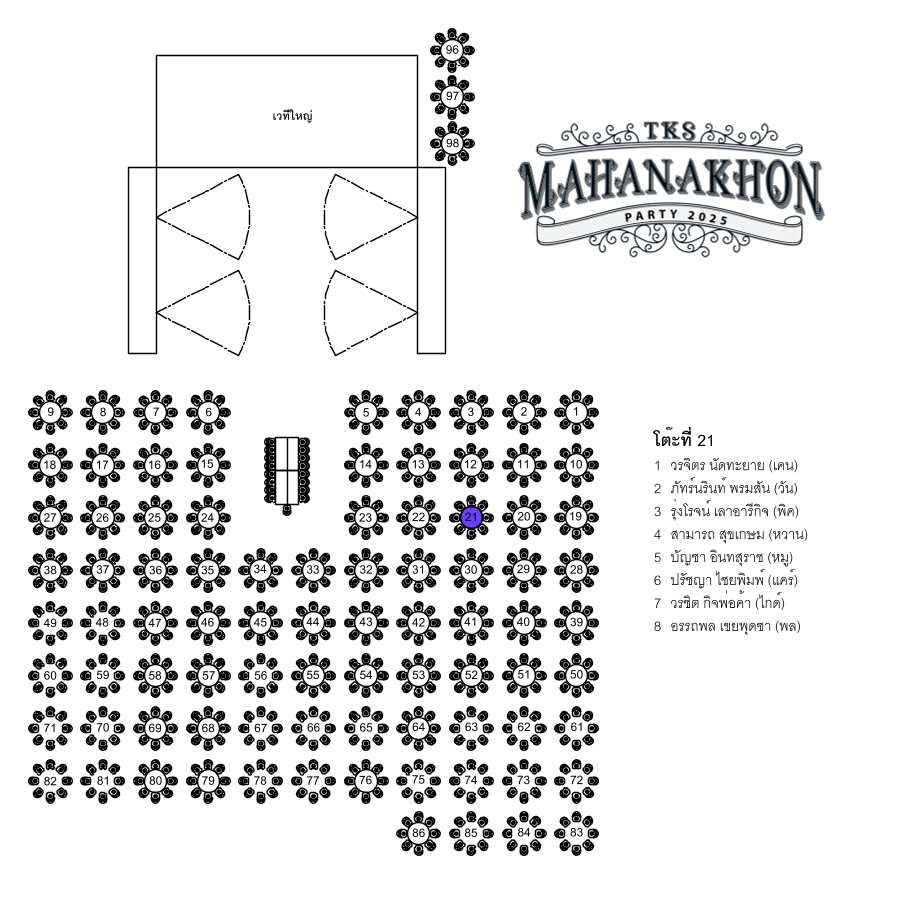 96
97
98
เวทีใหญ่
TKS
MAHANAKHON
PARTY 2025
9 8 7 6 5 4 3 2 1
18 17 16 15 14 13 12 11 10
27 26 25 24 23 22 21 20 19
38 37 36 35 34 33 32 31 30 29 28
49 48 47 46 45 44 43 42 41 40 39
60 59 58 57 56 55 54 53 52 51 50
71 70 69 68 67 66 65 64 63 62 61
82 81 80 79 78 77 76 75 74 73 72
86 85 84 83
โต๊ะที่ 21
1 วรจิตร นัดทะยาย (เคน)
2 ภัทร์นรินท์ พรมสัน (วัน)
3 รุ่งโรจน์ เลาอารีกิจ (พิค)
4 สามารถ สุขเกษม (หวาน)
5 บัญชา อินทสุราช (หมู)
6 ปรัชญา ไชยพิมพ์ (แคร์)
7 วรชิต กิจพ่อค้า (ไกด์)
8 อรรถพล เขยพุดซา (พล)